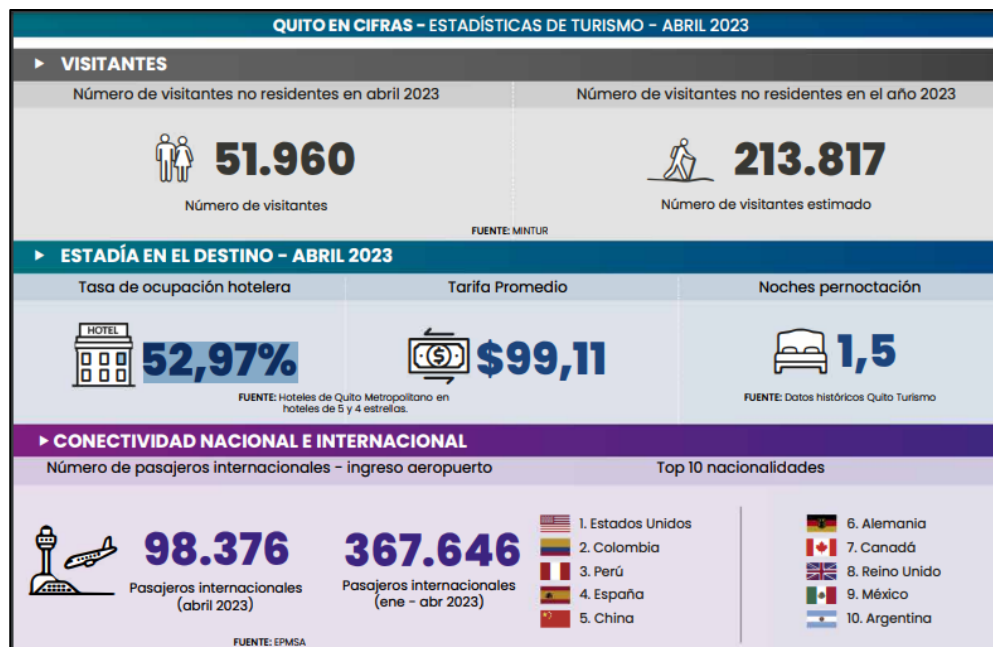 QUITO EN CIFRAS – ESTADÍSTICAS DE TURISMO - ABRIL 2023
VISITANTES
Número de visitantes no residentes en abril 2023
51.960
Número de visitantes
Número de visitantes no residentes en el año 2023
213.817
Número de visitantes estimado
FUENTE: MINTUR
ESTADÍA EN EL DESTINO - ABRIL 2023
Tasa de ocupación hotelera
HOTEL
52,97%
Tarifa Promedio
$99,11
FUENTE: Hoteles de Quito Metropolitano en
hoteles de 5 y 4 estrellas.
Noches pernoctación
1,5
FUENTE: Datos históricos Quito Turismo
CONECTIVIDAD NACIONAL E INTERNACIONAL
Número de pasajeros internacionales - ingreso aeropuerto
98.376
Pasajeros internacionales
(abril 2023)
367.646
Pasajeros internacionales
(ene - abr 2023)
FUENTE: EPMSA
Top 10 nacionalidades
1. Estados Unidos
2. Colombia
3. Perú
4. España
5. China
6. Alemania
7. Canadá
8. Reino Unido
9. México
10. Argentina